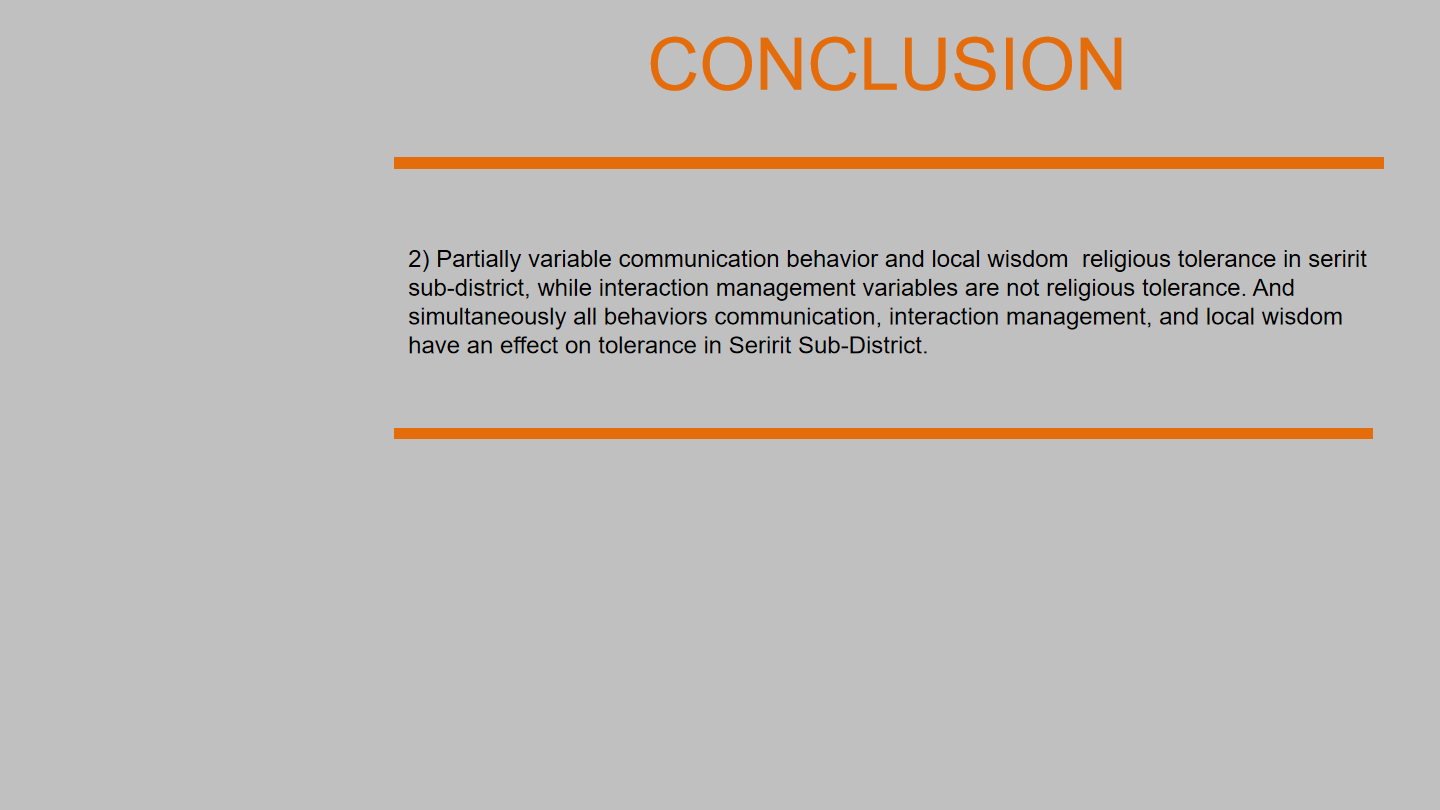 CONCLUSION
2) Partially variable communication behavior and local wisdom  religious tolerance in seririt
sub-district, while interaction management variables are not religious tolerance. And
simultaneously all behaviors communication, interaction management, and local wisdom
have an effect on tolerance in Seririt Sub-District.